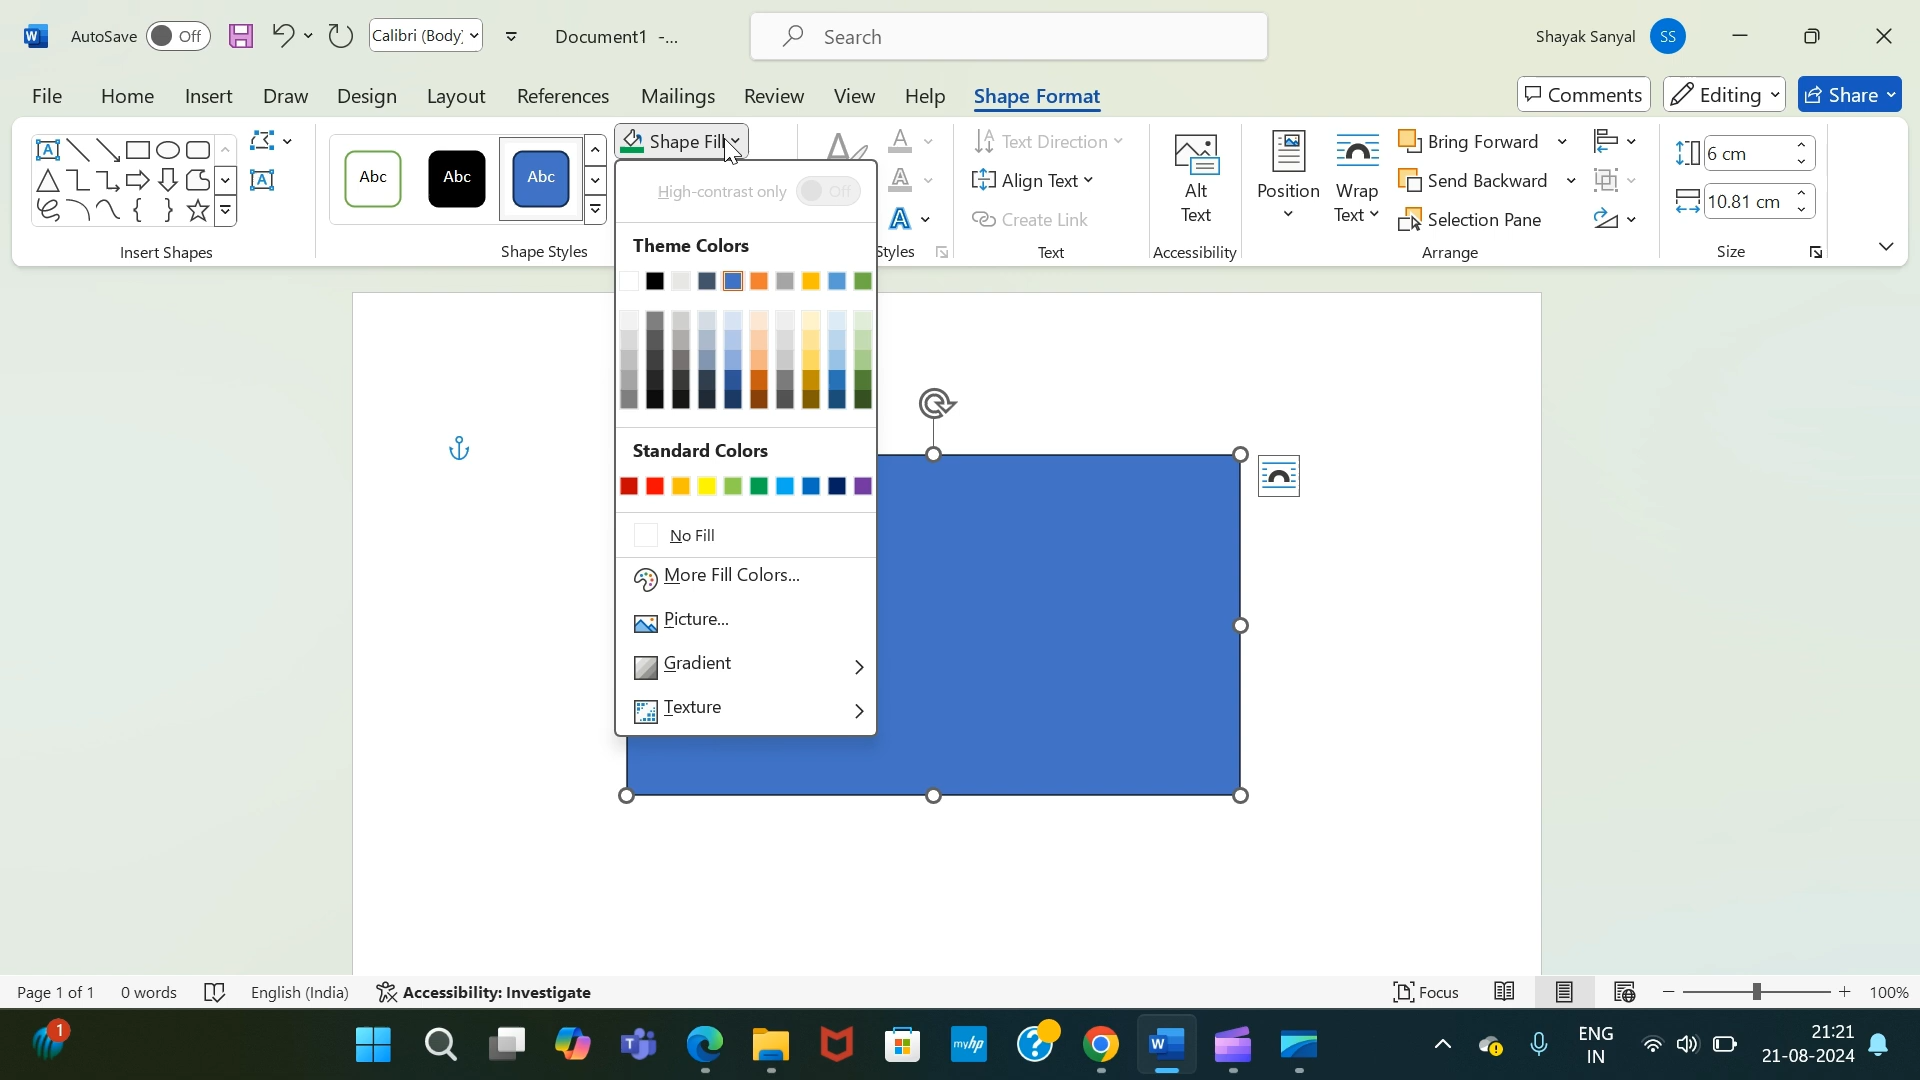 AutoSave Off Calibri (Body) Document1 -... Search Shayak Sanyal SS
File Home Insert Draw Design Layout References Mailings Review View Help Shape Format Comments Editing Share
Abc Abc Abc
Shape Fill
Text Direction
Align Text
Create Link
Alt Text
Position
Wrap Text
Bring Forward
Send Backward
Selection Pane
6 cm
10.81 cm
Insert Shapes Shape Styles Styles Text Accessibility Arrange Size
High-contrast only Off
Theme Colors
Standard Colors
No Fill
More Fill Colors...
Picture...
Gradient
Texture
Page 1 of 1 0 words English (India) Accessibility: Investigate Focus 100%
1 myhp ENG IN 21:21 21-08-2024